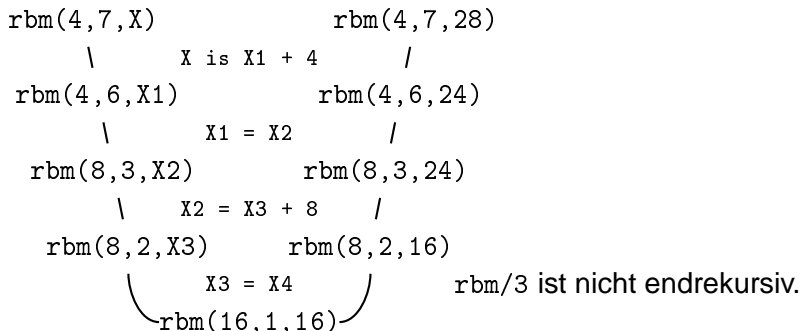 rbm(4,7,X) rbm(4,7,28)
X is X1 + 4
rbm(4,6,X1) rbm(4,6,24)
X1 = X2
rbm(8,3,X2) rbm(8,3,24)
X2 = X3 + 8
rbm(8,2,X3) rbm(8,2,16)
X3 = X4 rbm/3 ist nicht endrekursiv.
rbm(16,1,16)